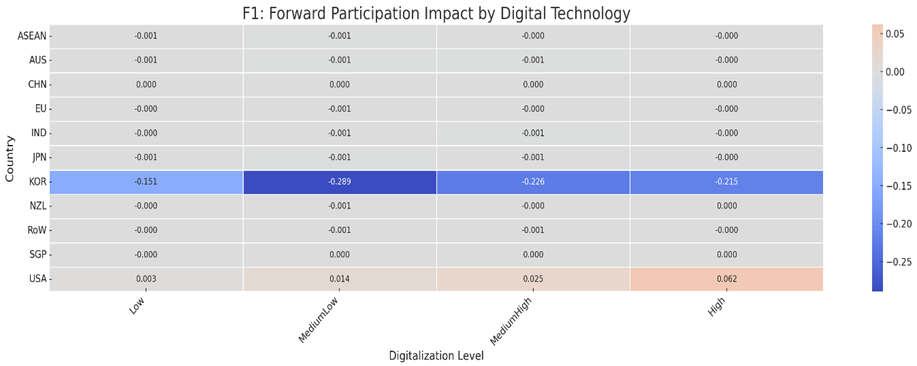 F1: Forward Participation Impact by Digital Technology
ASEAN -0.001 -0.001 -0.000 -0.000
AUS -0.001 -0.001 -0.001 -0.000
CHN 0.000 0.000 0.000 0.000
EU -0.000 -0.001 -0.000 -0.000
IND -0.000 -0.001 -0.001 -0.000
JPN -0.001 -0.001 -0.001 -0.000
KOR -0.151 -0.289 -0.226 -0.215
NZL -0.000 -0.001 -0.000 0.000
RoW -0.000 -0.001 -0.001 -0.000
SGP -0.000 0.000 0.000 0.000
USA 0.003 0.014 0.025 0.062
Low MediumLow MediumHigh High
Digitalization Level
Country
0.05
0.00
−0.05
−0.10
−0.15
−0.20
−0.25